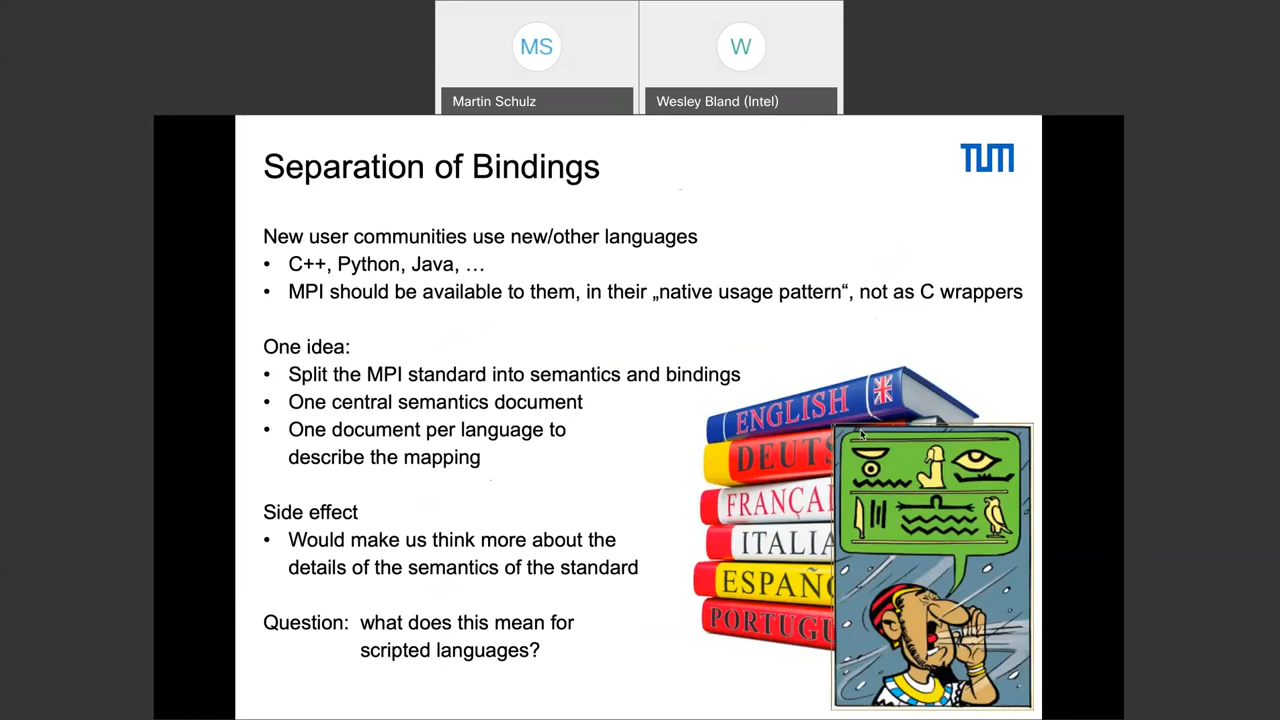 MS
W
Martin Schulz
Wesley Bland (Intel)
Separation of Bindings
TUM
New user communities use new/other languages
• C++, Python, Java, …
• MPI should be available to them, in their „native usage pattern“, not as C wrappers
One idea:
• Split the MPI standard into semantics and bindings
• One central semantics document
• One document per language to
describe the mapping
Side effect
• Would make us think more about the
details of the semantics of the standard
Question: what does this mean for
scripted languages?
ENGLISH
DEUTS
FRANÇA
ITALIA
ESPAÑO
PORTUGU